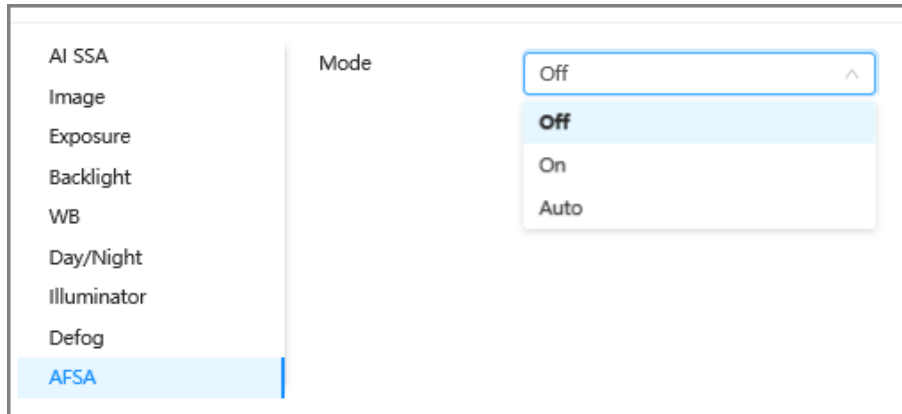 AI SSA
Image
Exposure
Backlight
WB
Day/Night
Illuminator
Defog
AFSA
Mode
Off
Off
On
Auto